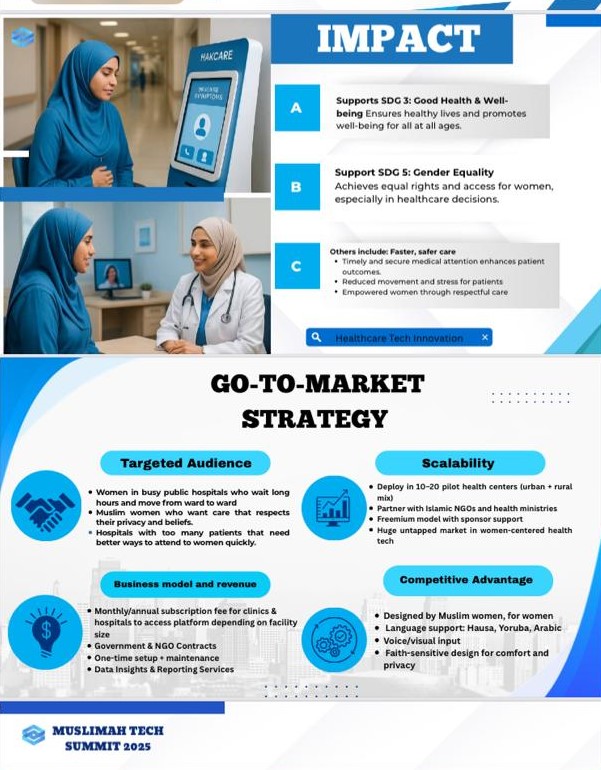 HAKCARE
IMPACT
A
Supports SDG 3: Good Health & Well-
being Ensures healthy lives and promotes
well-being for all at all ages.
B
Support SDG 5: Gender Equality
Achieves equal rights and access for women,
especially in healthcare decisions.
C
Others include: Faster, safer care
• Timely and secure medical attention enhances patient
outcomes.
• Reduced movement and stress for patients
• Empowered women through respectful care
Healthcare Tech Innovation
GO-TO-MARKET
STRATEGY
Targeted Audience
• Women in busy public hospitals who wait long
hours and move from ward to ward
• Muslim women who want care that respects
their privacy and beliefs.
• Hospitals with too many patients that need
better ways to attend to women quickly.
Scalability
• Deploy in 10-20 pilot health centers (urban + rural
mix)
• Partner with Islamic NGOs and health ministries
• Freemium model with sponsor support
• Huge untapped market in women-centered health
tech
Business model and revenue
• Monthly/annual subscription fee for clinics &
hospitals to access platform depending on facility
size
• Government & NGO Contracts
• One-time setup + maintenance
• Data Insights & Reporting Services
Competitive Advantage
• Designed by Muslim women, for women
• Language support: Hausa, Yoruba, Arabic
• Voice/visual input
• Faith-sensitive design for comfort and
privacy
MUSLIMAH TECH
SUMMIT 2025